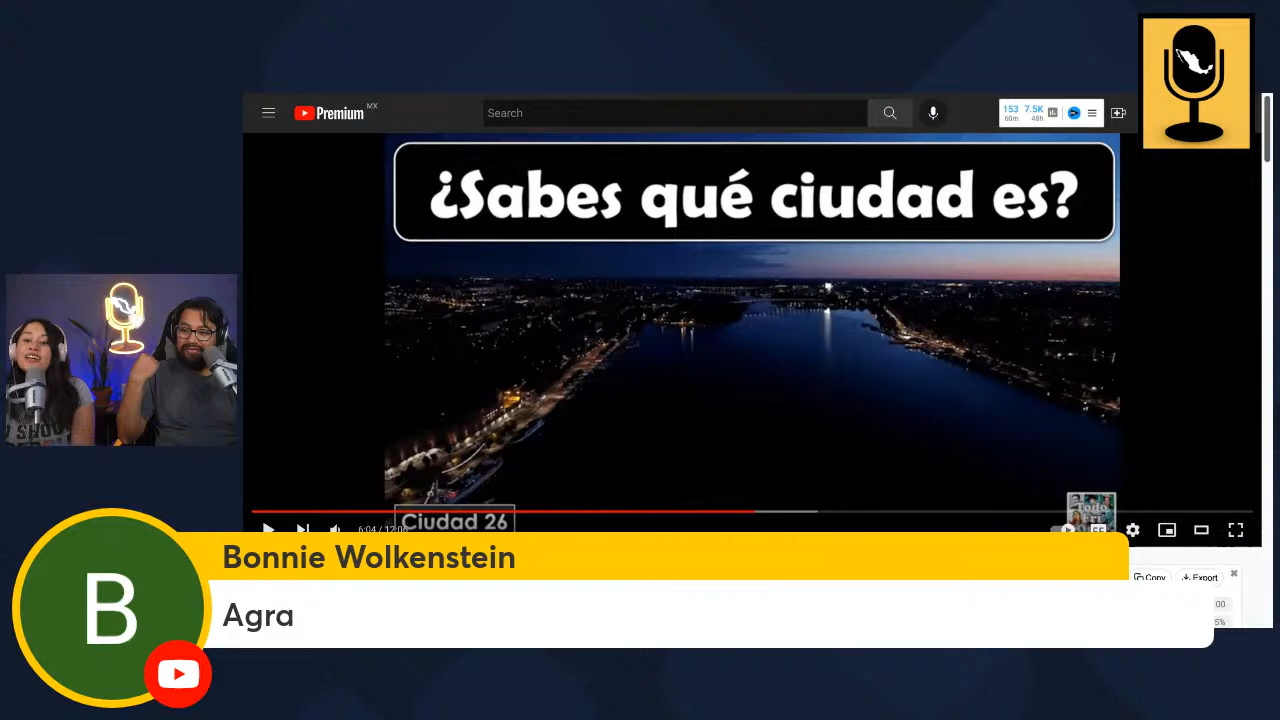 Premium MX
Search
153 7.5K
60m 48h
¿Sabes qué ciudad es?
Ciudad 26
6:04 / 12:0
Copy Export
00
Bonnie Wolkenstein
Agra
B